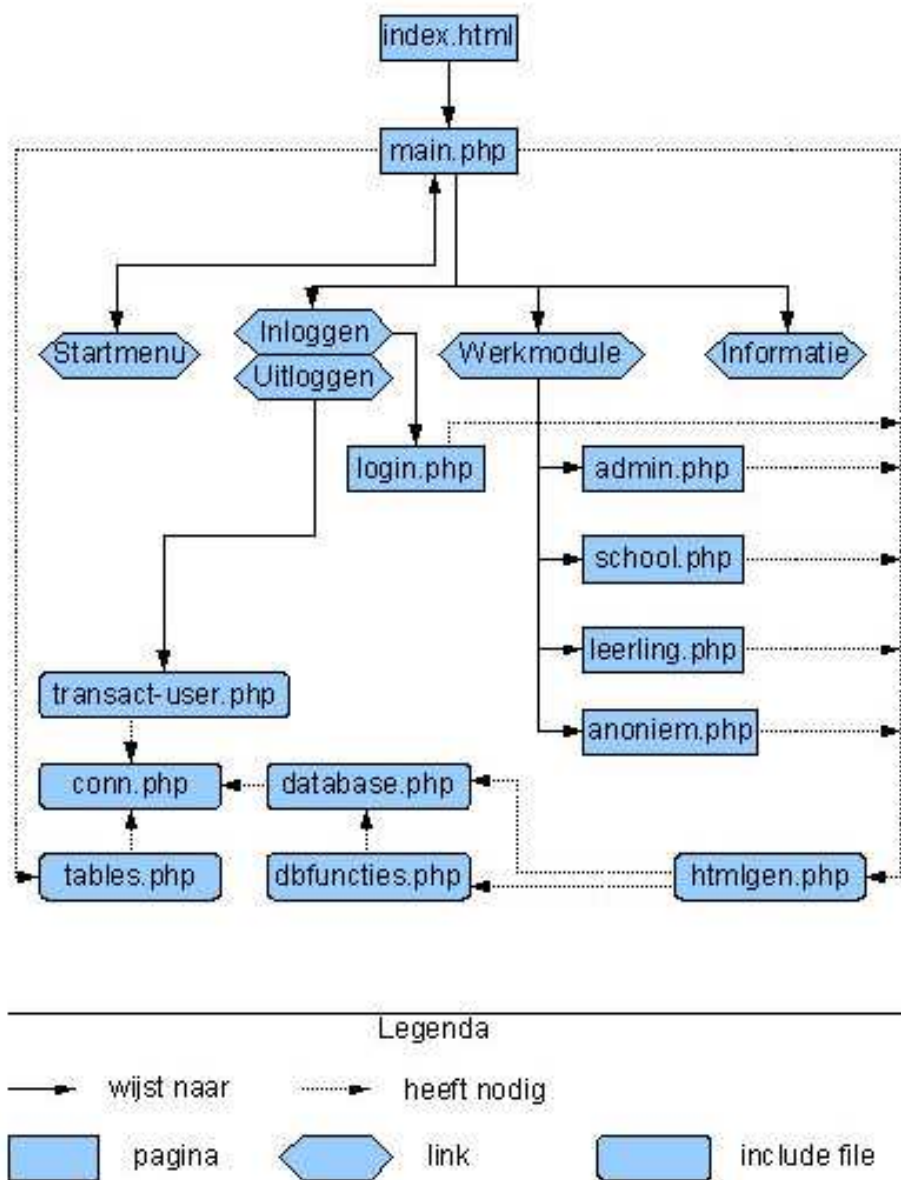 index.html
main.php
Startmenu
Inloggen
Uitloggen
Werkmodule
Informatie
login.php
admin.php
school.php
leerling.php
anoniem.php
transact-user.php
conn.php
database.php
tables.php
dbfuncties.php
htmlgen.php
Legenda
wijst naar
heeft nodig
pagina
link
include file